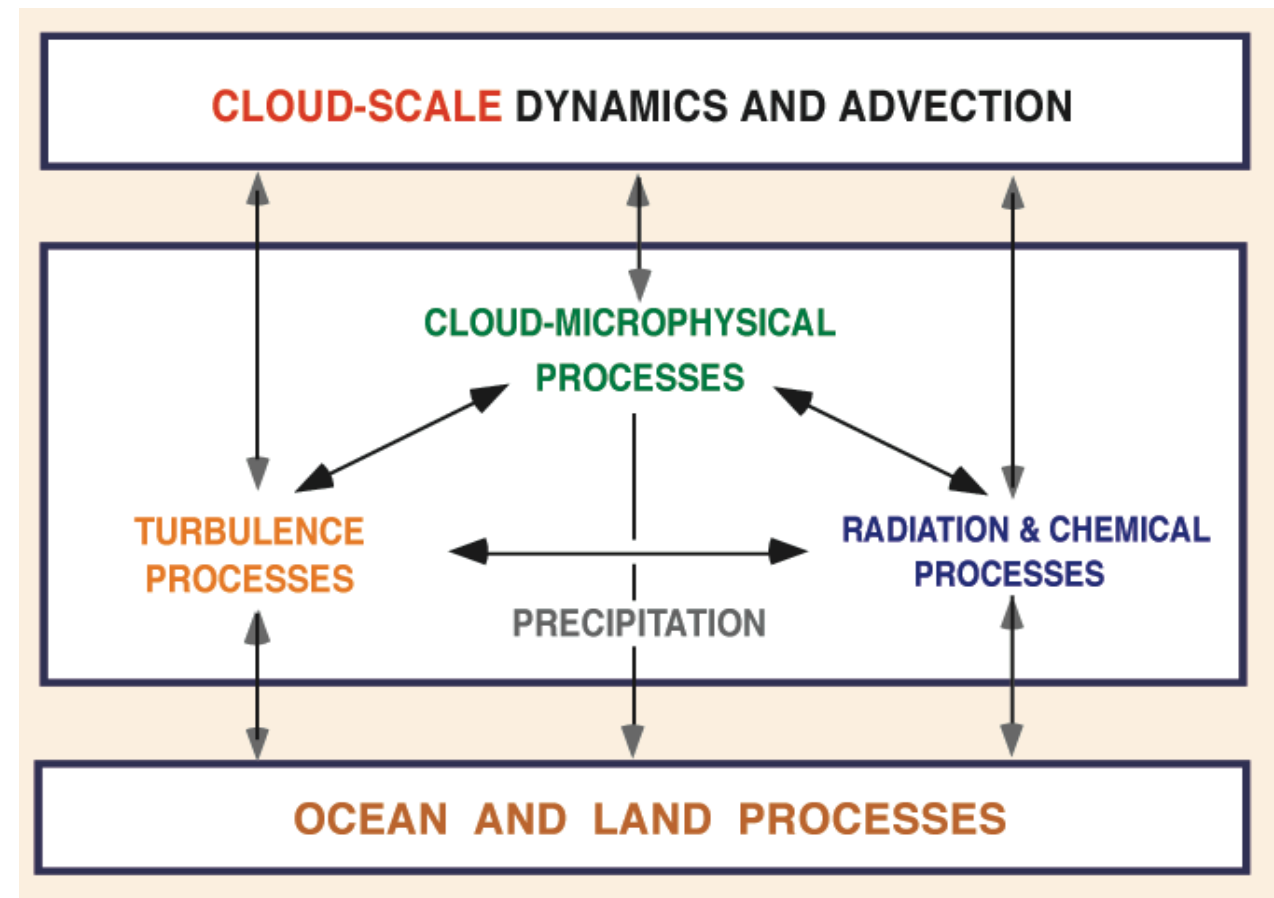 CLOUD-SCALE DYNAMICS AND ADVECTION
CLOUD-MICROPHYSICAL
PROCESSES
TURBULENCE
PROCESSES
RADIATION & CHEMICAL
PROCESSES
PRECIPITATION
OCEAN AND LAND PROCESSES